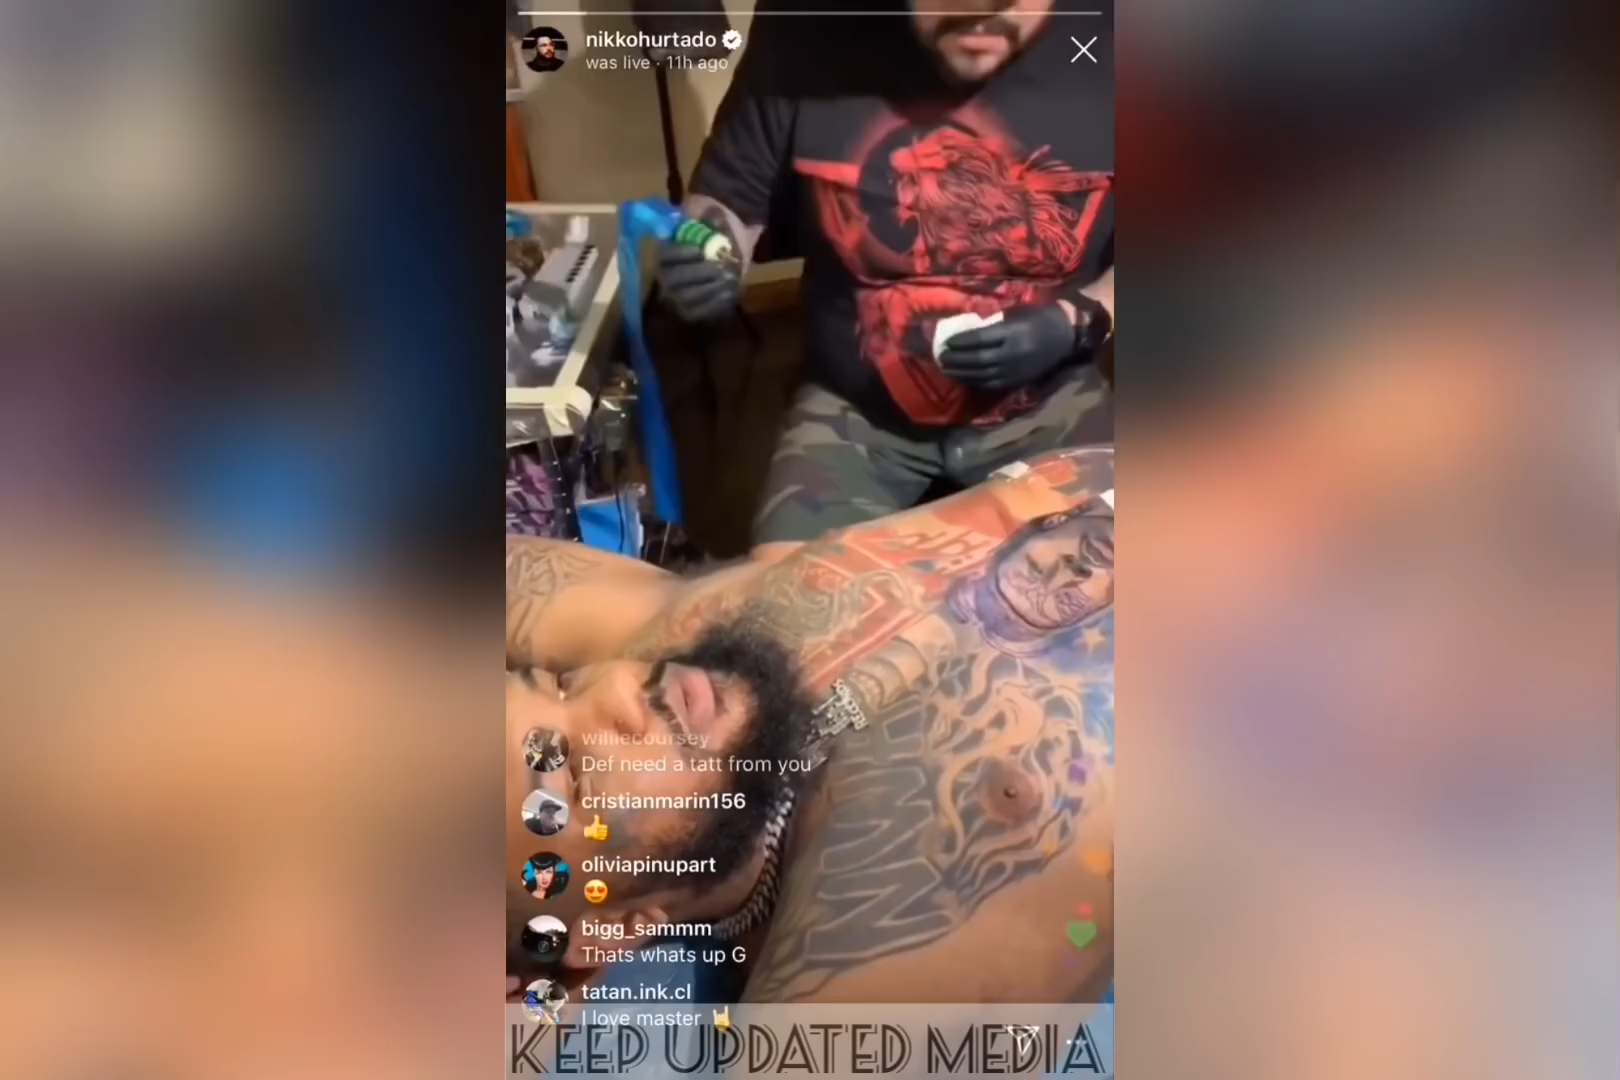 nikkohurtado
was live · 11h ago
williecoursey
Def need a tatt from you
cristianmarin156
👍
oliviapinupart
😍
bigg_sammm
Thats whats up G
tatan.ink.cl
I love master 🤘
KEEP UPDATED MEDIA